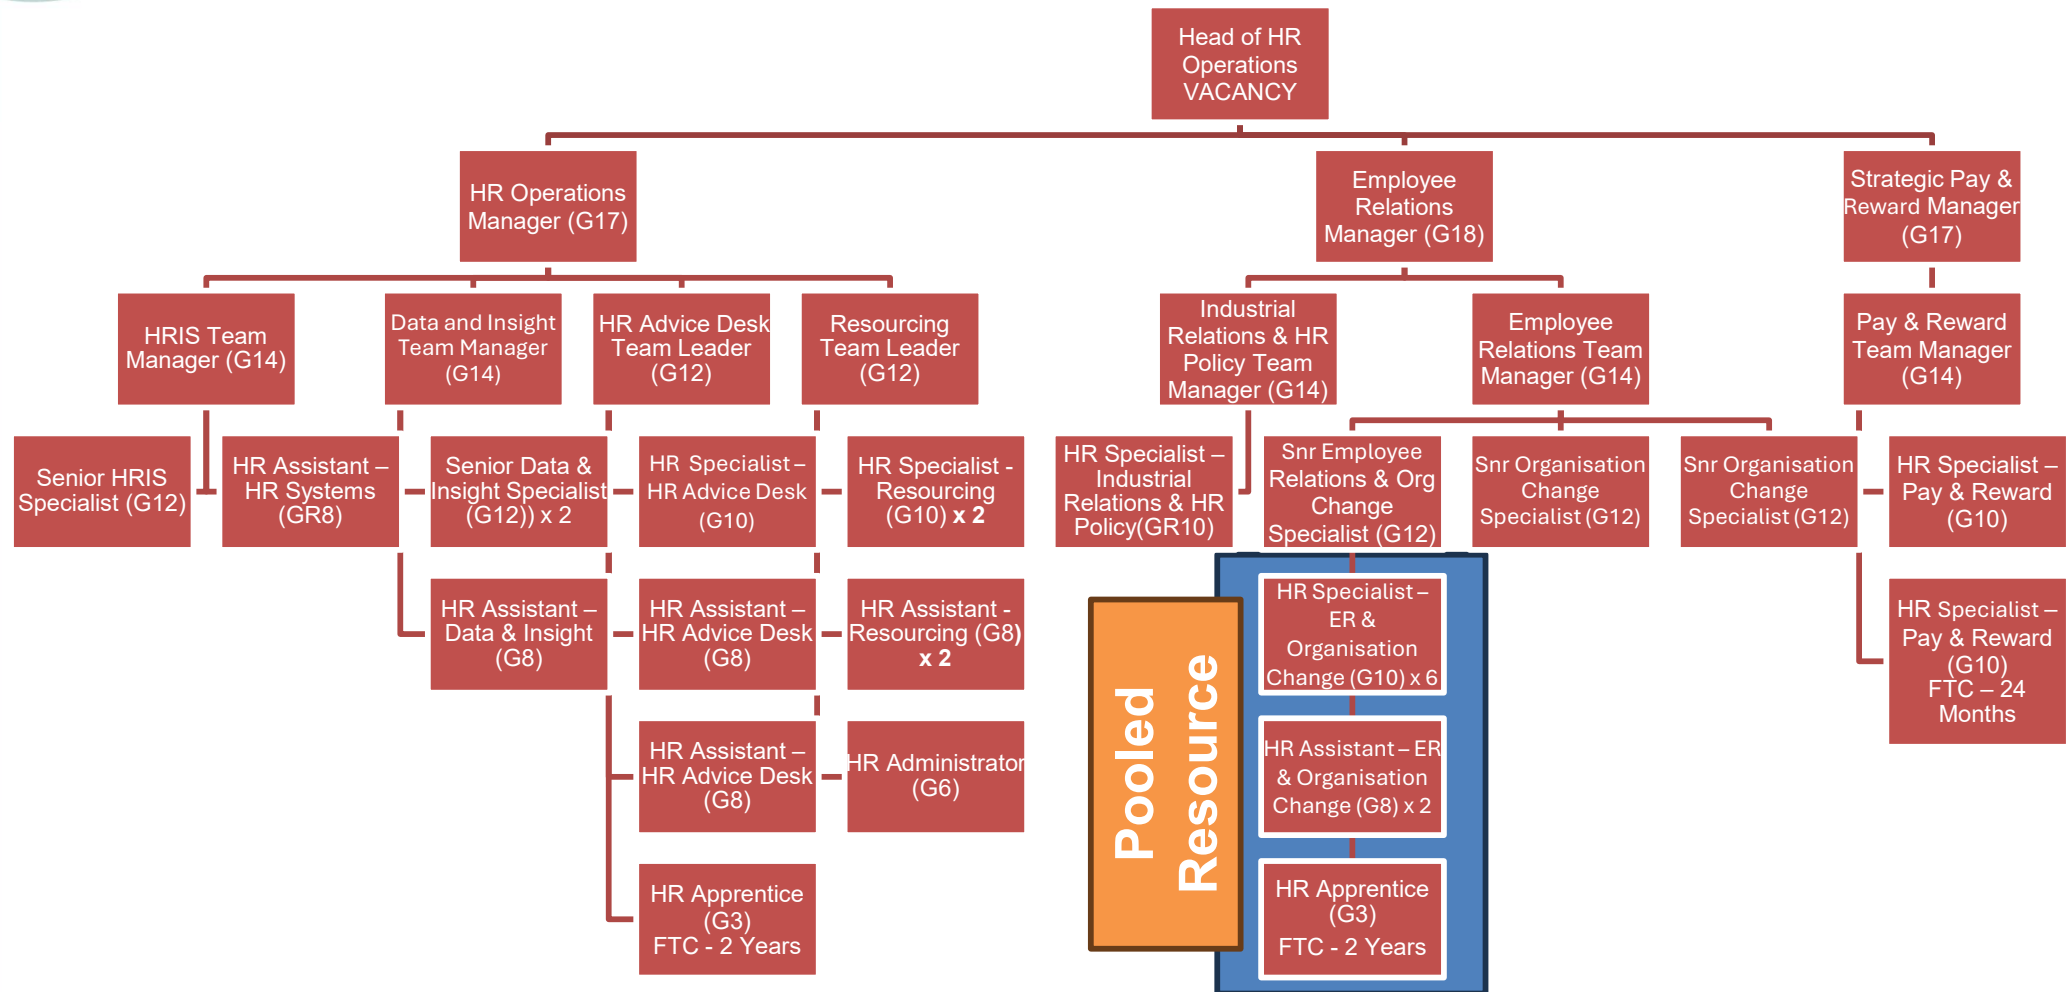 Head of HR
Operations
VACANCY
HR Operations
Manager (G17)
Employee
Relations
Manager (G18)
Strategic Pay &
Reward Manager
(G17)
HRIS Team
Manager (G14)
Data and Insight
Team Manager
(G14)
HR Advice Desk
Team Leader
(G12)
Resourcing
Team Leader
(G12)
Industrial
Relations & HR
Policy Team
Manager (G14)
Employee
Relations Team
Manager (G14)
Pay & Reward
Team Manager
(G14)
Senior HRIS
Specialist (G12)
HR Assistant –
HR Systems
(GR8)
Senior Data &
Insight Specialist
(G12)) x 2
HR Specialist –
HR Advice Desk
(G10)
HR Specialist -
Resourcing
(G10) x 2
HR Specialist –
Industrial
Relations & HR
Policy(GR10)
Snr Employee
Relations & Org
Change
Specialist (G12)
Snr Organisation
Change
Specialist (G12)
Snr Organisation
Change
Specialist (G12)
HR Specialist –
Pay & Reward
(G10)
HR Assistant –
Data & Insight
(G8)
HR Assistant –
HR Advice Desk
(G8)
HR Assistant -
Resourcing (G8)
x 2
HR Specialist –
ER &
Organisation
Change (G10) x 6
HR Specialist –
Pay & Reward
(G10)
FTC – 24
Months
HR Assistant –
HR Advice Desk
(G8)
HR Administrator
(G6)
Pooled
Resource
HR Assistant – ER
& Organisation
Change (G8) x 2
HR Apprentice
(G3)
FTC - 2 Years
HR Apprentice
(G3)
FTC - 2 Years